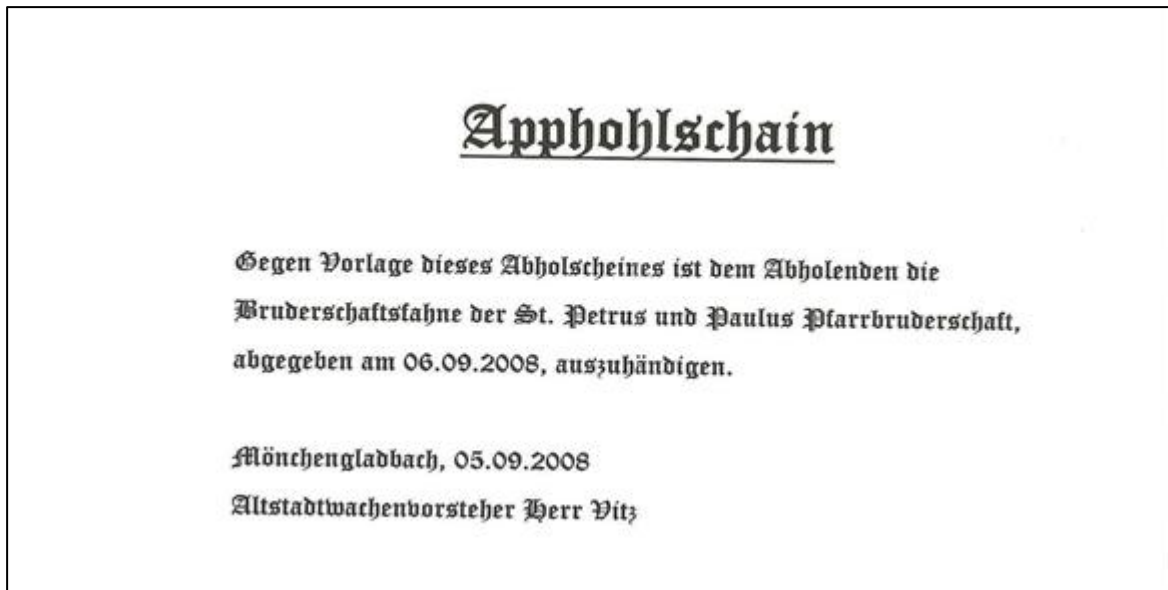 Apphohlschain
Gegen Vorlage dieses Abholscheines ist dem Abholenden die
Bruderschaftsfahne der St. Petrus und Paulus Pfarrbruderschaft,
abgegeben am 06.09.2008, auszuhändigen.
Mönchengladbach, 05.09.2008
Altstadtwachenvorsteher Herr Vitz